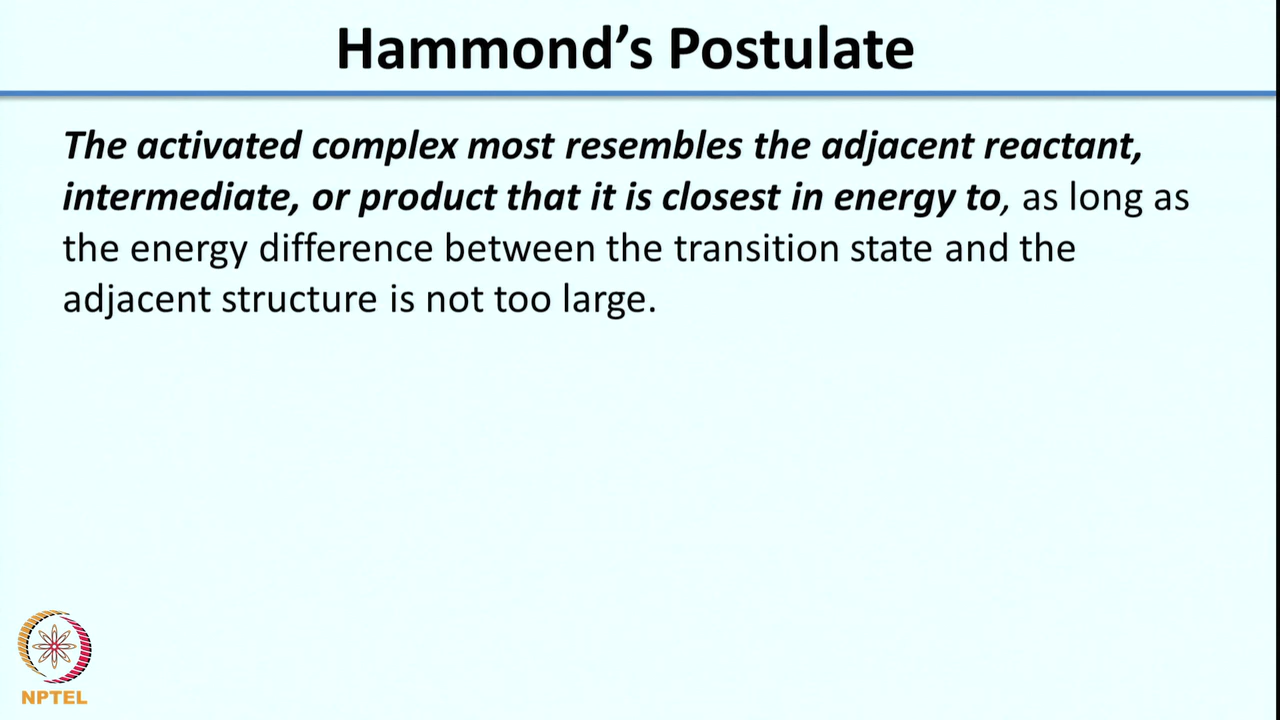 Hammond’s Postulate
The activated complex most resembles the adjacent reactant,
intermediate, or product that it is closest in energy to, as long as
the energy difference between the transition state and the
adjacent structure is not too large.
NPTEL